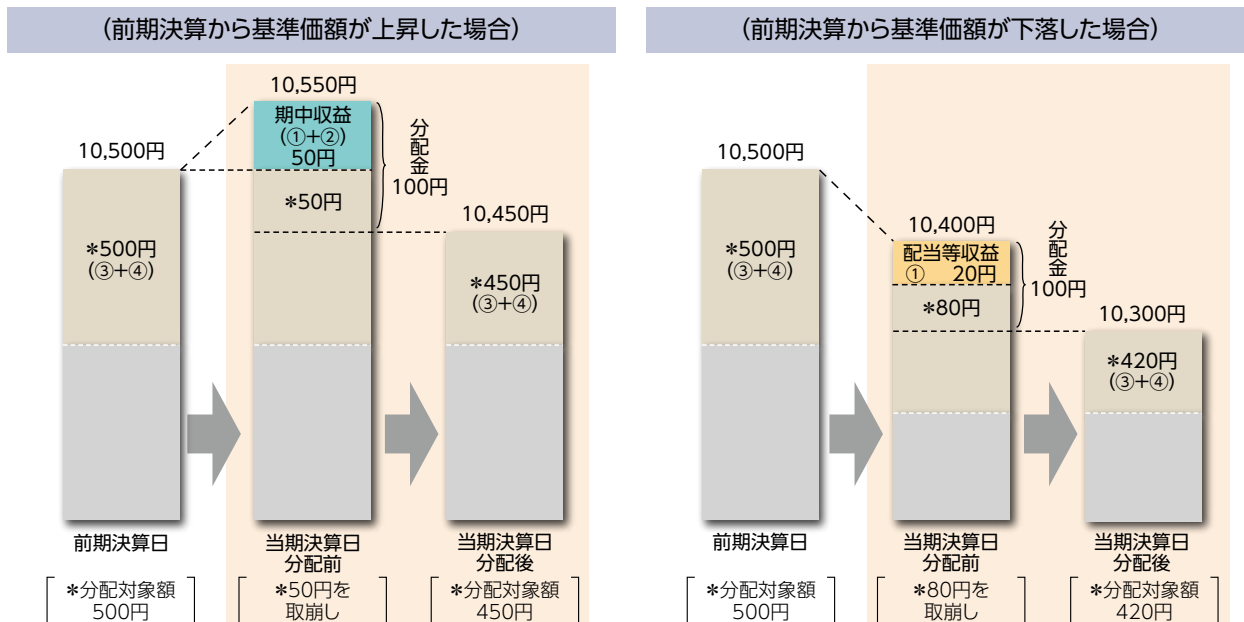 (前期決算から基準価額が上昇した場合)
10,500円
*500円
(③+④)
10,550円
期中収益
(①+②)
50円
*50円
分配金
100円
10,450円
*450円
(③+④)
前期決算日
当期決算日
分配前
当期決算日
分配後
*分配対象額
500円
*50円を
取崩し
*分配対象額
450円
(前期決算から基準価額が下落した場合)
10,500円
*500円
(③+④)
10,400円
配当等収益
① 20円
*80円
分配金
100円
10,300円
*420円
(③+④)
前期決算日
当期決算日
分配前
当期決算日
分配後
*分配対象額
500円
*80円を
取崩し
*分配対象額
420円